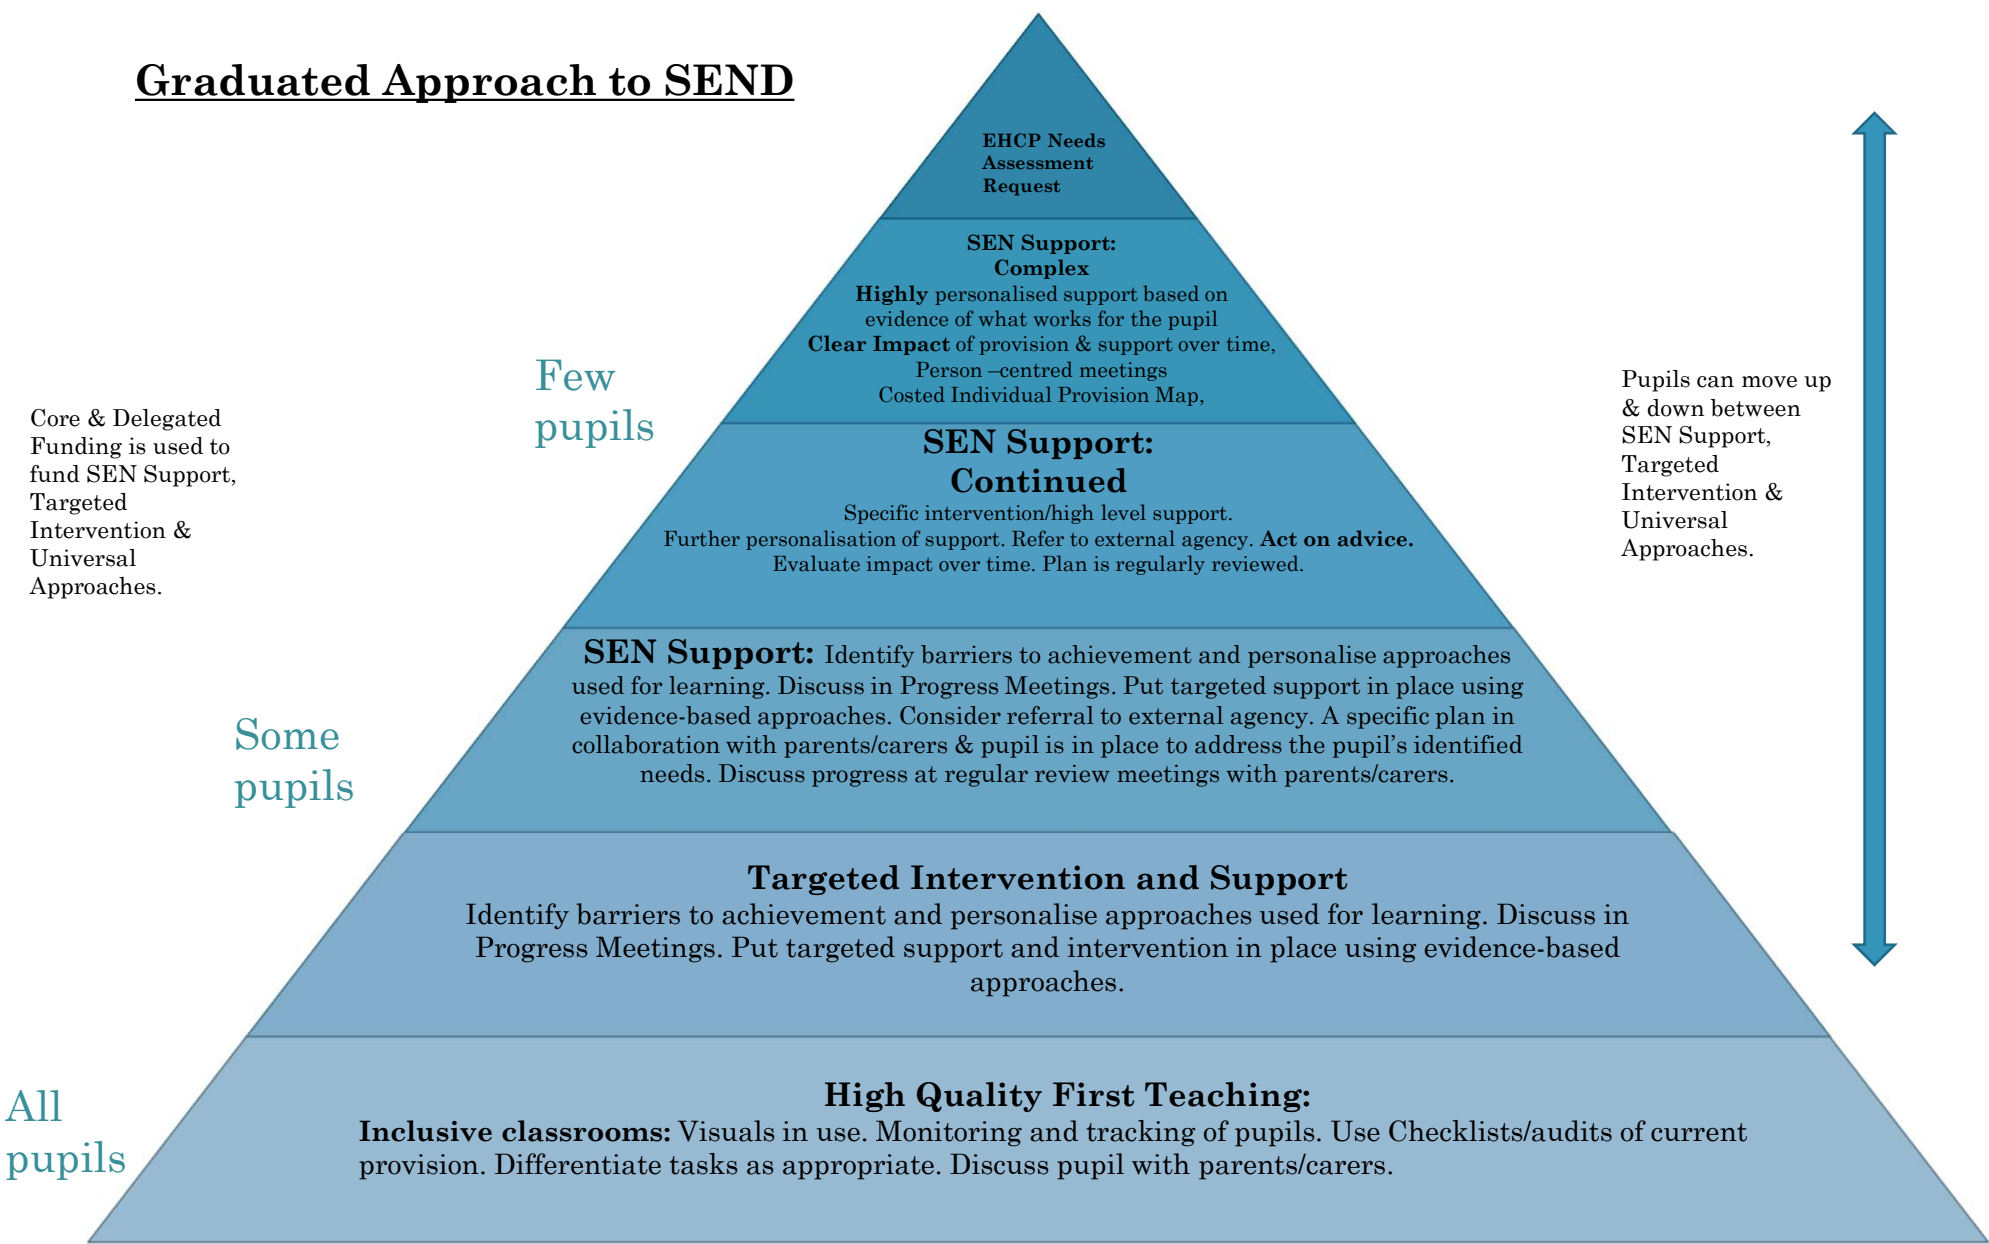 Graduated Approach to SEND
EHCP Needs
Assessment
Request
SEN Support:
Complex
Highly personalised support based on
evidence of what works for the pupil
Clear Impact of provision & support over time,
Person –centred meetings
Costed Individual Provision Map,
Few
pupils
Core & Delegated
Funding is used to
fund SEN Support,
Targeted
Intervention &
Universal
Approaches.
Pupils can move up
& down between
SEN Support,
Targeted
Intervention &
Universal
Approaches.
SEN Support:
Continued
Specific intervention/high level support.
Further personalisation of support. Refer to external agency. Act on advice.
Evaluate impact over time. Plan is regularly reviewed.
Some
pupils
SEN Support: Identify barriers to achievement and personalise approaches
used for learning. Discuss in Progress Meetings. Put targeted support in place using
evidence-based approaches. Consider referral to external agency. A specific plan in
collaboration with parents/carers & pupil is in place to address the pupil’s identified
needs. Discuss progress at regular review meetings with parents/carers.
Targeted Intervention and Support
Identify barriers to achievement and personalise approaches used for learning. Discuss in
Progress Meetings. Put targeted support and intervention in place using evidence-based
approaches.
All
pupils
High Quality First Teaching:
Inclusive classrooms: Visuals in use. Monitoring and tracking of pupils. Use Checklists/audits of current
provision. Differentiate tasks as appropriate. Discuss pupil with parents/carers.